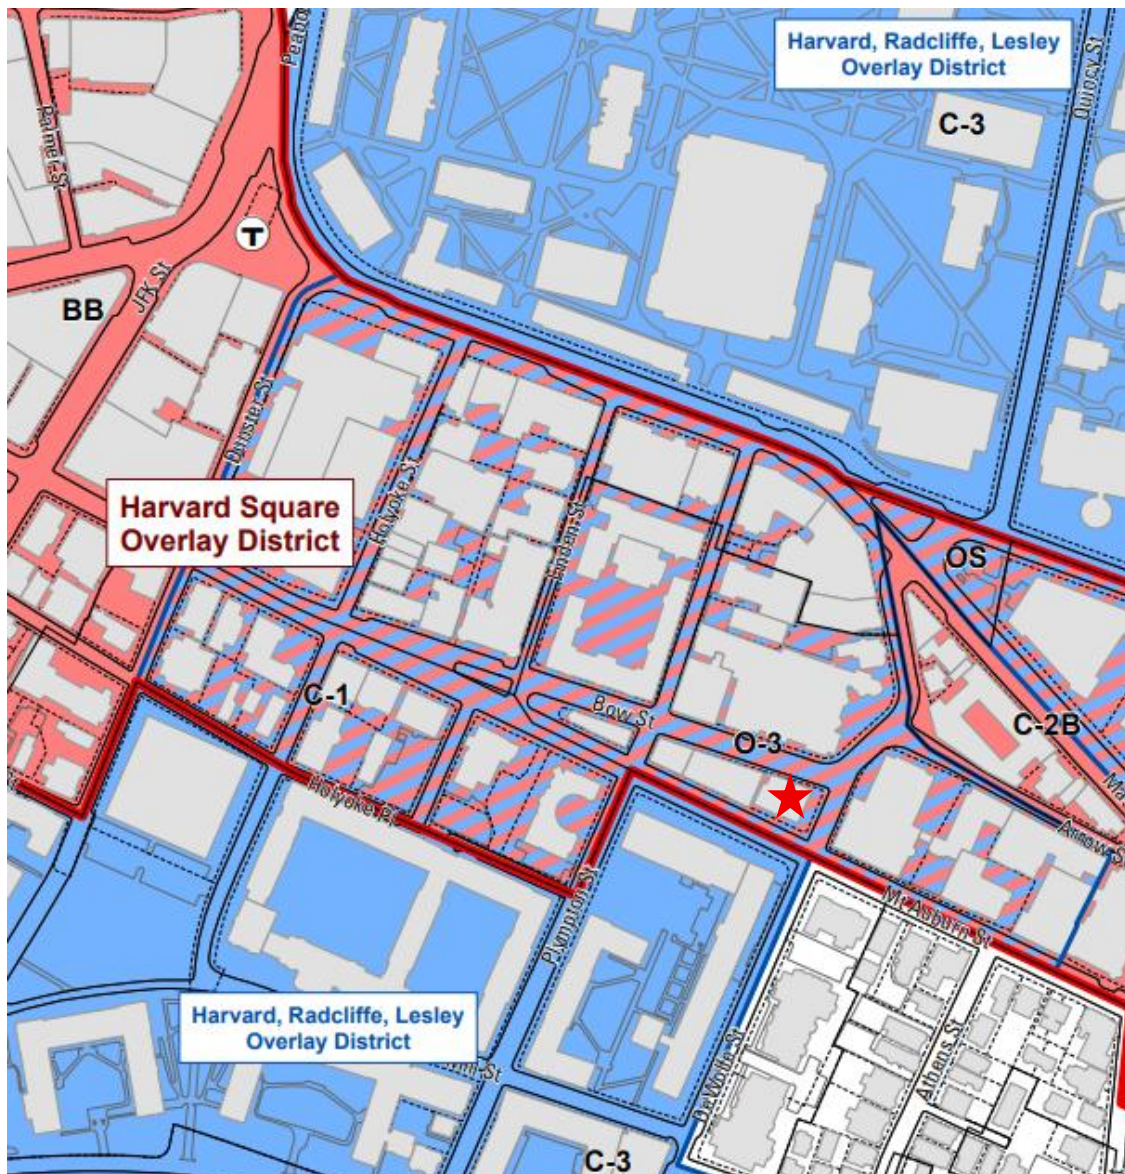 Harvard, Radcliffe, Lesley
Overlay District
Quincy St
C-3
Palmer St
T
JFK St
BB
Dunster St
Holyoke St
Linden St
Harvard Square
Overlay District
OS
C-1
Bow St
O-3
C-2B
Holyoke Pl
Arrow St
Mt Auburn St
Plympton St
Harvard, Radcliffe, Lesley
Overlay District
DeWolfe St
Athens St
C-3